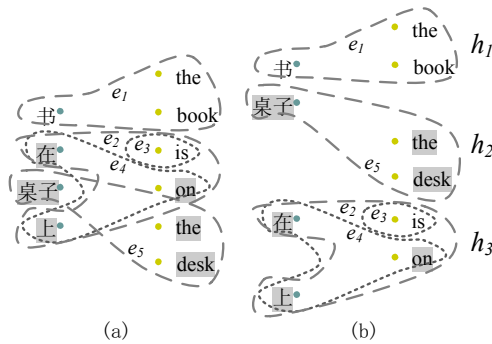 the
e1
书
book
在
e2
e3
is
e4
桌子
on
上
the
e5
desk
(a)
the
h1
e1
书
book
桌子
the
h2
e5
desk
在
e2
e3
is
e4
h3
on
上
(b)